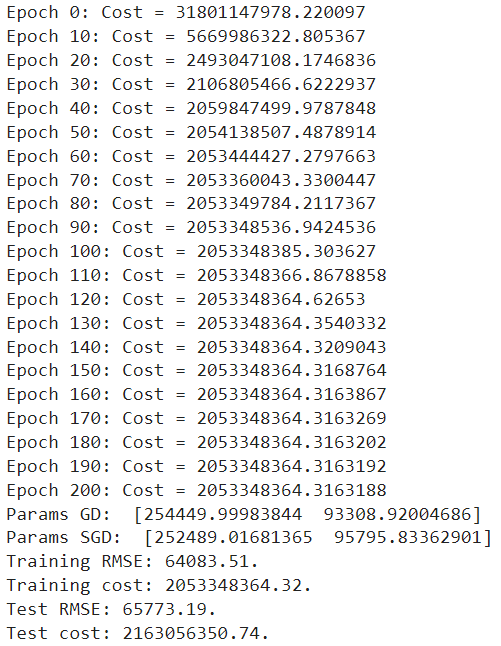 Epoch 0: Cost = 31801147978.220097
Epoch 10: Cost = 5669986322.805367
Epoch 20: Cost = 2493047108.1746836
Epoch 30: Cost = 2106805466.6222937
Epoch 40: Cost = 2059847499.9787848
Epoch 50: Cost = 2054138507.4878914
Epoch 60: Cost = 2053444427.2797663
Epoch 70: Cost = 2053360043.3300447
Epoch 80: Cost = 2053349784.2117367
Epoch 90: Cost = 2053348536.9424536
Epoch 100: Cost = 2053348385.303627
Epoch 110: Cost = 2053348366.8678858
Epoch 120: Cost = 2053348364.62653
Epoch 130: Cost = 2053348364.3540332
Epoch 140: Cost = 2053348364.3209043
Epoch 150: Cost = 2053348364.3168764
Epoch 160: Cost = 2053348364.3163867
Epoch 170: Cost = 2053348364.3163269
Epoch 180: Cost = 2053348364.3163202
Epoch 190: Cost = 2053348364.3163192
Epoch 200: Cost = 2053348364.3163188
Params GD:  [254449.99983844  93308.92004686]
Params SGD:  [252489.01681365  95795.83362901]
Training RMSE: 64083.51.
Training cost: 2053348364.32.
Test RMSE: 65773.19.
Test cost: 2163056350.74.